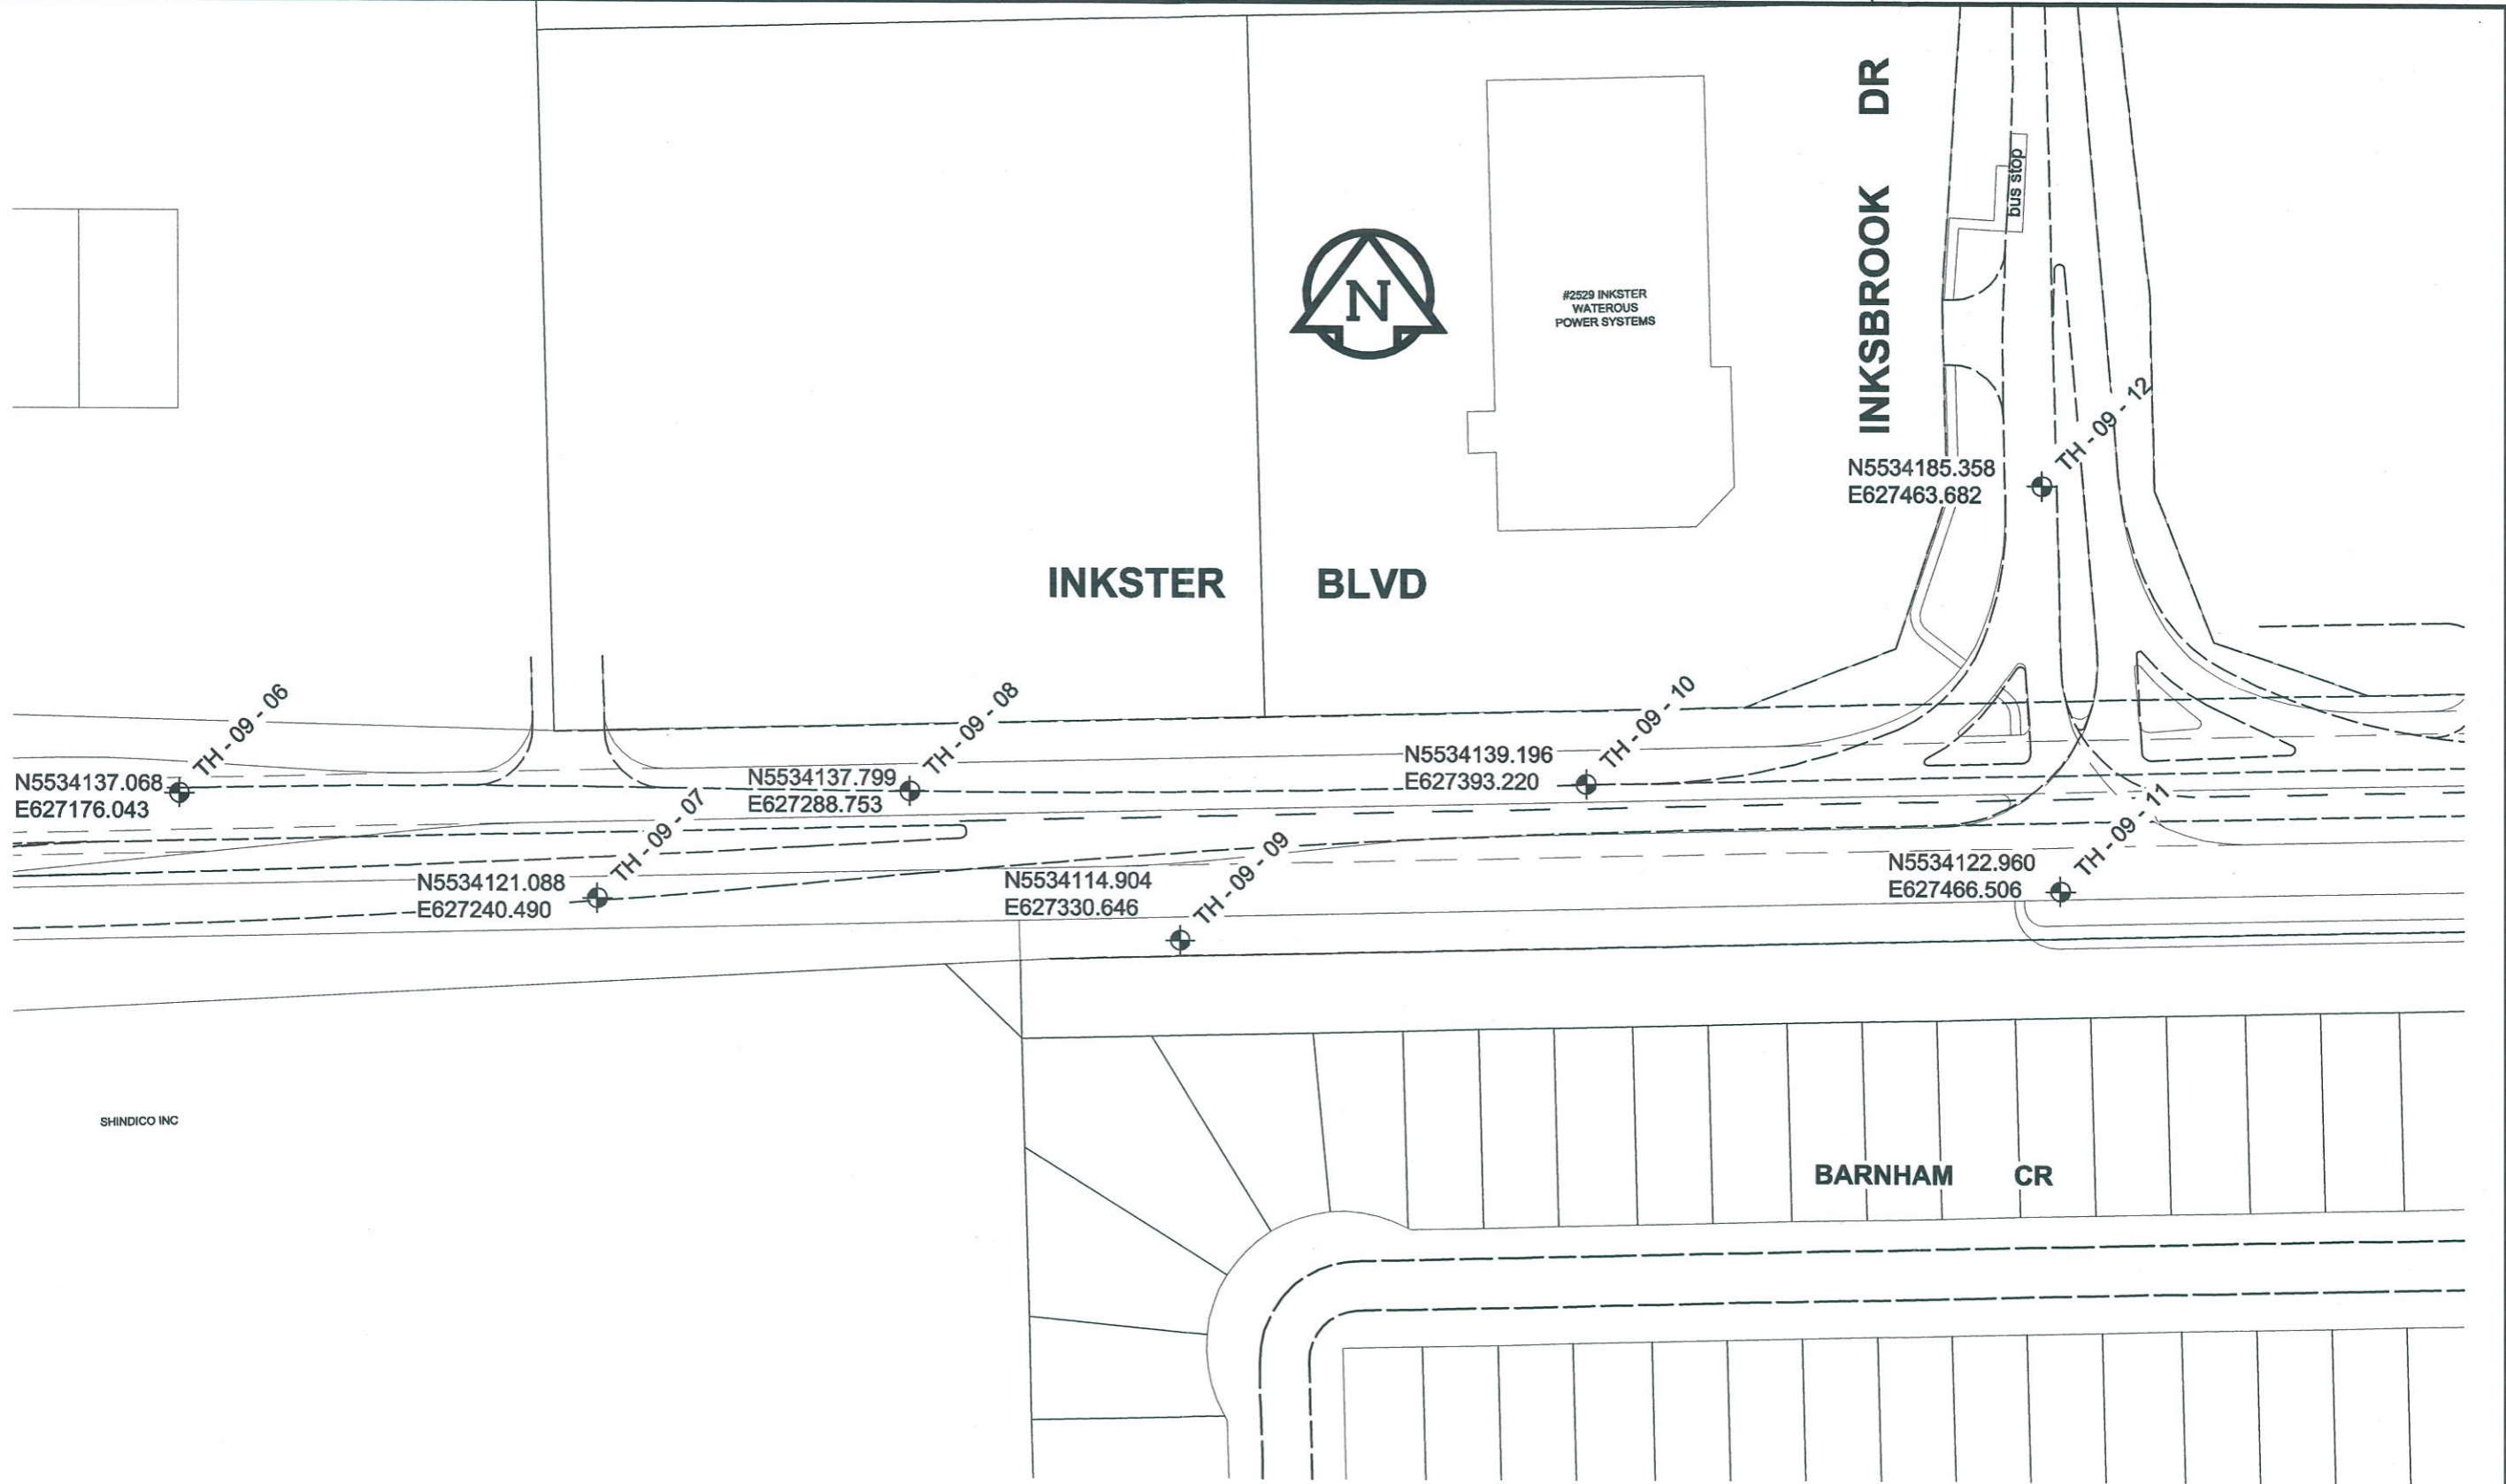 INKSBROOK DR
bus stop
N
#2529 INKSTER
WATEROUS
POWER SYSTEMS
TH - 09 - 12
N5534185.358
E627463.682
INKSTER BLVD
TH - 09 - 06
N5534137.068
E627176.043
TH - 09 - 08
N5534137.799
E627288.753
TH - 09 - 10
N5534139.196
E627393.220
TH - 09 - 07
N5534121.088
E627240.490
TH - 09 - 09
N5534114.904
E627330.646
TH - 09 - 11
N5534122.960
E627466.506
SHINDICO INC
BARNHAM CR